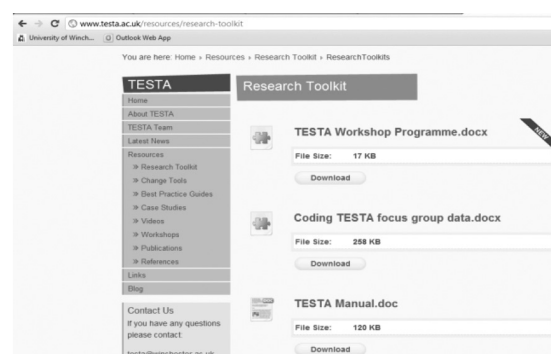 www.testa.ac.uk/resources/research-toolkit
University of Winch... Outlook Web App
You are here: Home » Resources » Research Toolkit » ResearchToolkits
TESTA
Home
About TESTA
TESTA Team
Latest News
Resources
» Research Toolkit
» Change Tools
» Best Practice Guides
» Case Studies
» Videos
» Workshops
» Publications
» References
Links
Blog
Contact Us
If you have any questions
please contact.
testa@winchester.ac.uk
Research Toolkit
NEW
TESTA Workshop Programme.docx
File Size: 17 KB
Download
Coding TESTA focus group data.docx
File Size: 258 KB
Download
TESTA Manual.doc
File Size: 120 KB
Download